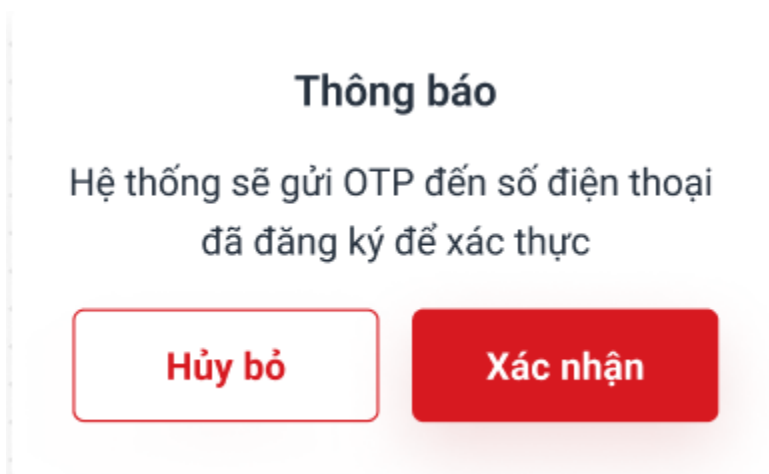 Thông báo
Hệ thống sẽ gửi OTP đến số điện thoại
đã đăng ký để xác thực
Hủy bỏ
Xác nhận